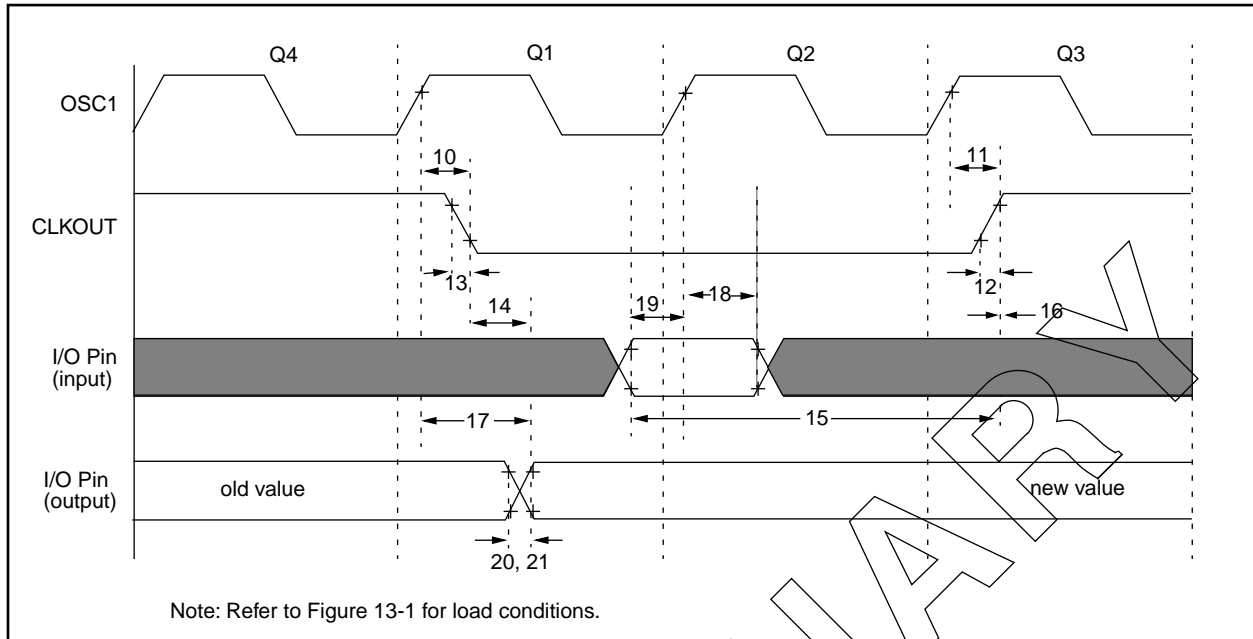 Q4 Q1 Q2 Q3
OSC1
10 11
CLKOUT
13 12
14 19 18 16
I/O Pin
(input)
17 15
I/O Pin
(output)
old value new value
20, 21
Note: Refer to Figure 13-1 for load conditions.
A R Y